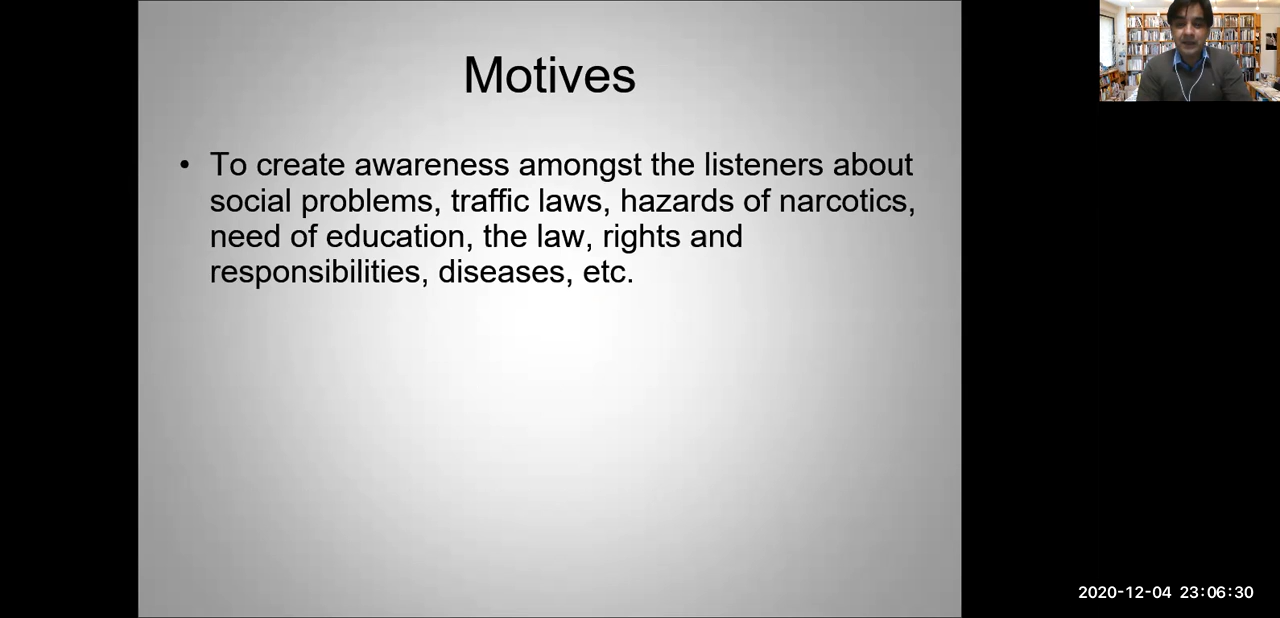 Motives
• To create awareness amongst the listeners about
social problems, traffic laws, hazards of narcotics,
need of education, the law, rights and
responsibilities, diseases, etc.
2020-12-04 23:06:30